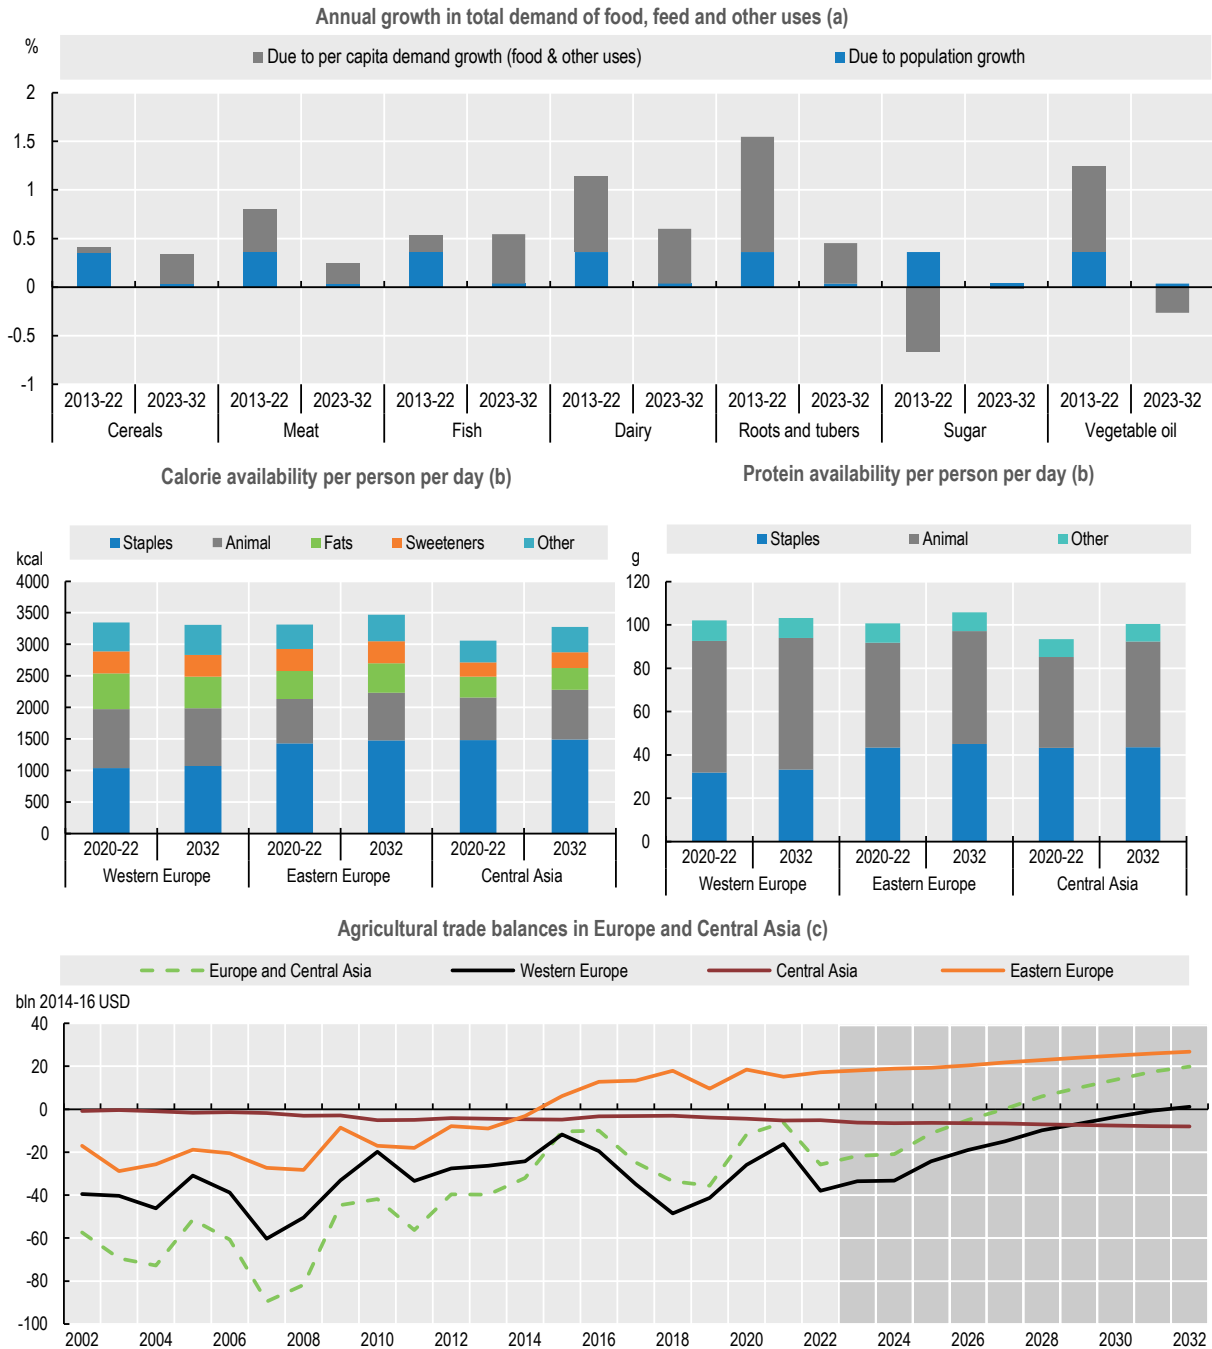 Annual growth in total demand of food, feed and other uses (a)
%
Due to per capita demand growth (food & other uses) Due to population growth
2
1.5
1
0.5
0
-0.5
-1
2013-22 2023-32 2013-22 2023-32 2013-22 2023-32 2013-22 2023-32 2013-22 2023-32 2013-22 2023-32 2013-22 2023-32
Cereals Meat Fish Dairy Roots and tubers Sugar Vegetable oil
Calorie availability per person per day (b)
Staples Animal Fats Sweeteners Other
kcal
4000
3500
3000
2500
2000
1500
1000
500
0
2020-22 2032 2020-22 2032 2020-22 2032
Western Europe Eastern Europe Central Asia
Protein availability per person per day (b)
Staples Animal Other
g
120
100
80
60
40
20
0
2020-22 2032 2020-22 2032 2020-22 2032
Western Europe Eastern Europe Central Asia
Agricultural trade balances in Europe and Central Asia (c)
Europe and Central Asia Western Europe Central Asia Eastern Europe
bln 2014-16 USD
40
20
0
-20
-40
-60
-80
-100
2002 2004 2006 2008 2010 2012 2014 2016 2018 2020 2022 2024 2026 2028 2030 2032